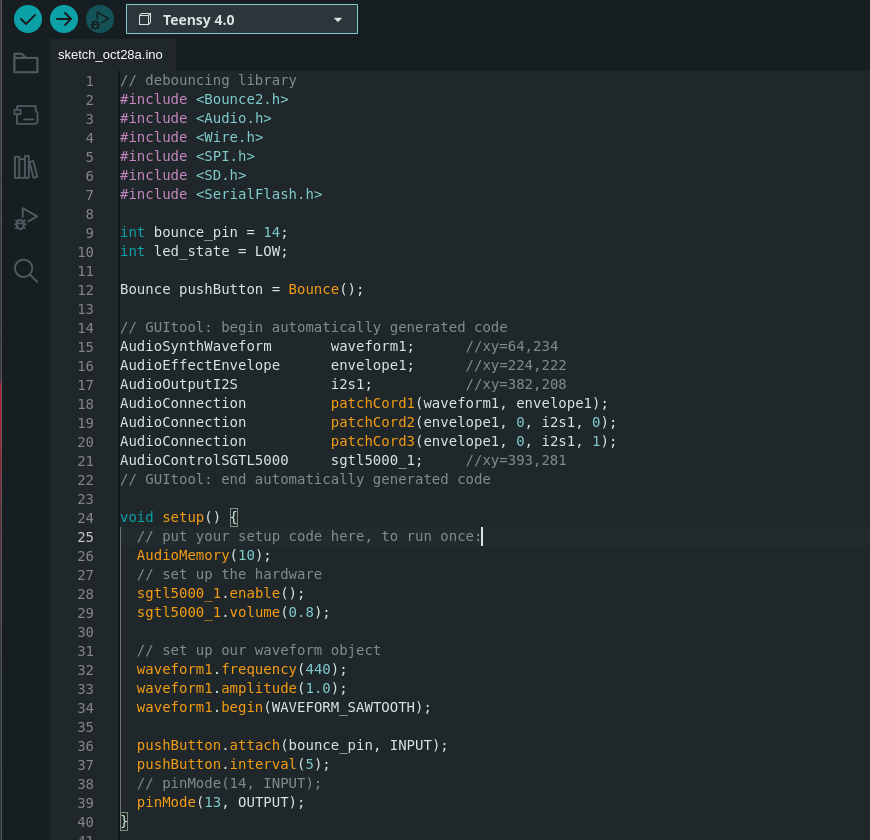 Teensy 4.0
sketch_oct28a.ino
1 // debouncing library
2 #include <Bounce2.h>
3 #include <Audio.h>
4 #include <Wire.h>
5 #include <SPI.h>
6 #include <SD.h>
7 #include <SerialFlash.h>
8
9 int bounce_pin = 14;
10 int led_state = LOW;
11
12 Bounce pushButton = Bounce();
13
14 // GUItool: begin automatically generated code
15 AudioSynthWaveform       waveform1;      //xy=64,234
16 AudioEffectEnvelope      envelope1;      //xy=224,222
17 AudioOutputI2S           i2s1;           //xy=382,208
18 AudioConnection          patchCord1(waveform1, envelope1);
19 AudioConnection          patchCord2(envelope1, 0, i2s1, 0);
20 AudioConnection          patchCord3(envelope1, 0, i2s1, 1);
21 AudioControlSGTL5000     sgtl5000_1;     //xy=393,281
22 // GUItool: end automatically generated code
23
24 void setup() {
25   // put your setup code here, to run once:
26   AudioMemory(10);
27   // set up the hardware
28   sgtl5000_1.enable();
29   sgtl5000_1.volume(0.8);
30
31   // set up our waveform object
32   waveform1.frequency(440);
33   waveform1.amplitude(1.0);
34   waveform1.begin(WAVEFORM_SAWTOOTH);
35
36   pushButton.attach(bounce_pin, INPUT);
37   pushButton.interval(5);
38   // pinMode(14, INPUT);
39   pinMode(13, OUTPUT);
40 }
41